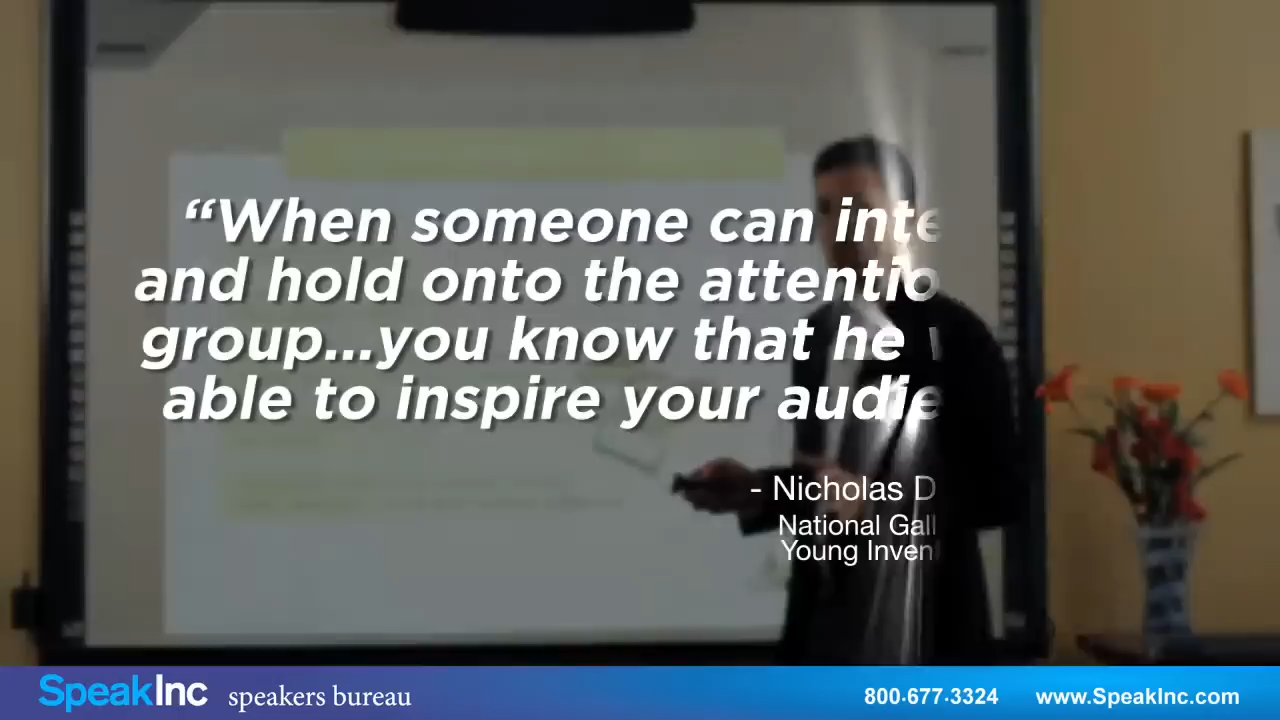 “When someone can inte
and hold onto the attentio
group...you know that he
able to inspire your audie
- Nicholas D
National Gall
Young Inven
SpeakInc speakers bureau 800-677-3324 www.SpeakInc.com